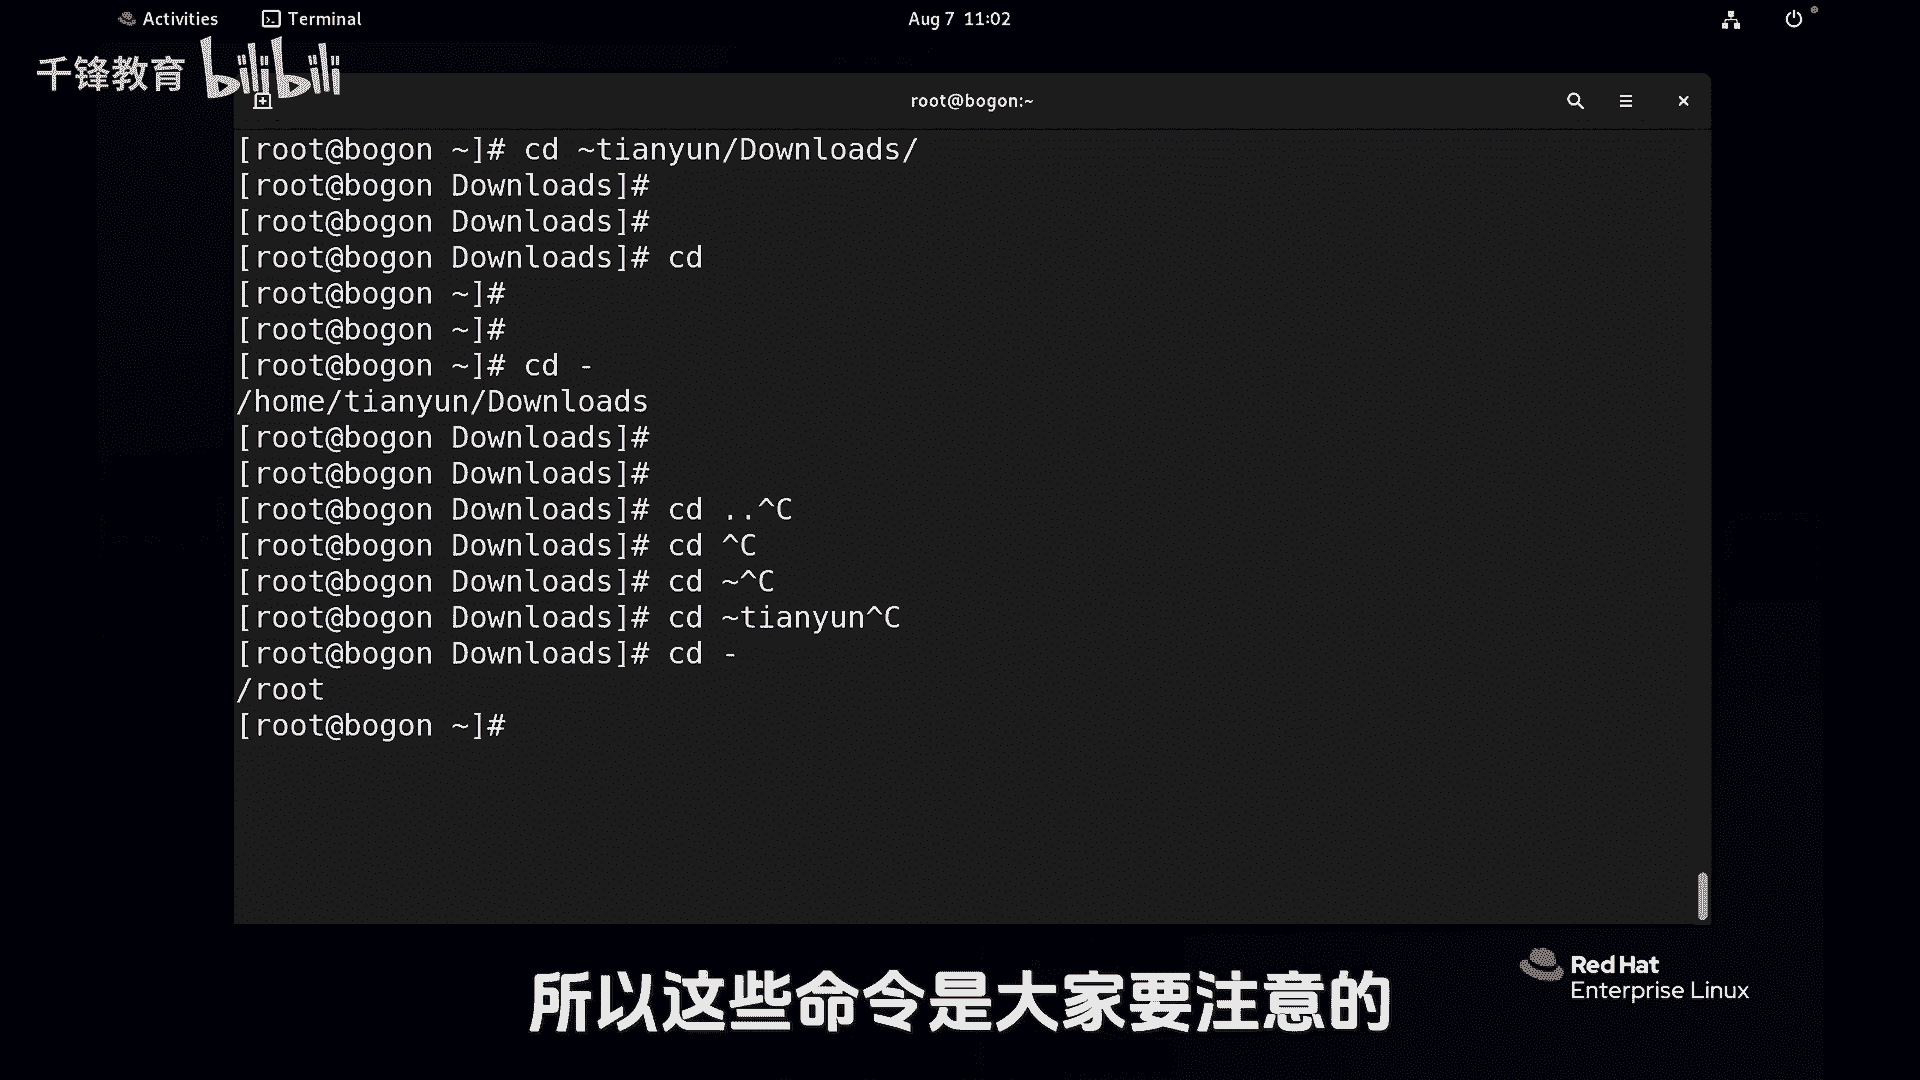 Activities
Terminal
Aug 7 11:02
千锋教育 bilibili
root@bogon:~
[root@bogon ~]# cd ~tianyun/Downloads/
[root@bogon Downloads]#
[root@bogon Downloads]#
[root@bogon Downloads]# cd
[root@bogon ~]#
[root@bogon ~]#
[root@bogon ~]# cd -
/home/tianyun/Downloads
[root@bogon Downloads]#
[root@bogon Downloads]#
[root@bogon Downloads]# cd ..^C
[root@bogon Downloads]# cd ^C
[root@bogon Downloads]# cd ~^C
[root@bogon Downloads]# cd ~tianyun^C
[root@bogon Downloads]# cd -
/root
[root@bogon ~]#
Red Hat
Enterprise Linux
所以这些命令是大家要注意的